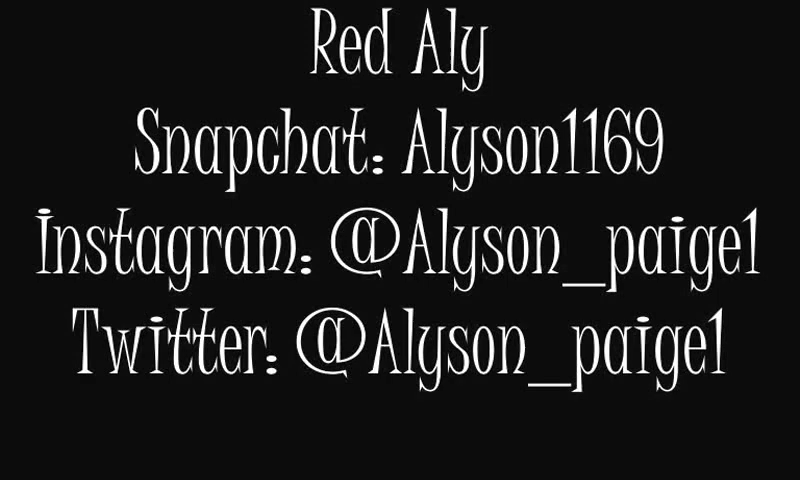 Red Aly
Snapchat: Alyson1169
Instagram: @Alyson_paige1
Twitter: @Alyson_paige1